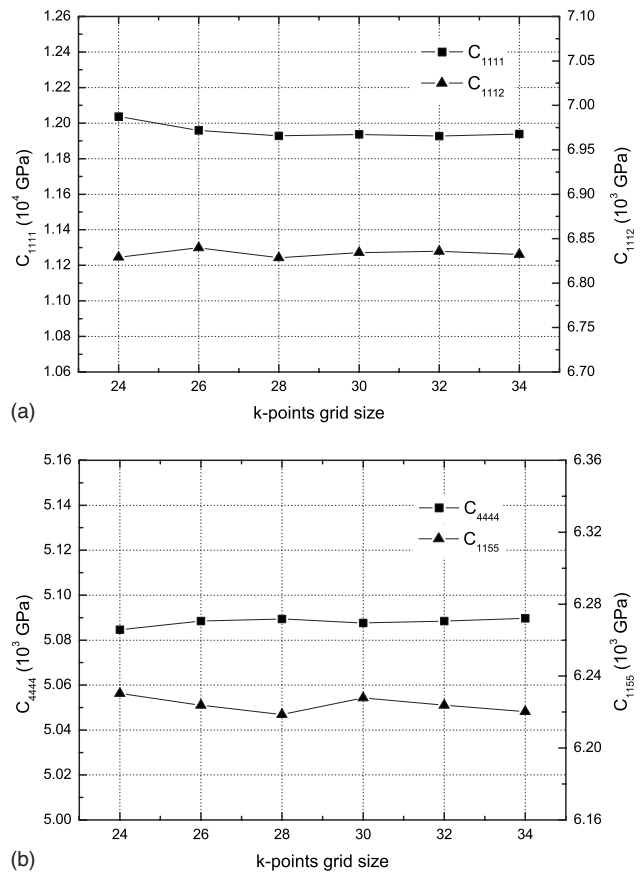 1.26
1.24
1.22
1.20
1.18
1.16
1.14
1.12
1.10
1.08
1.06
C1111 (10^4 GPa)
C1111
C1112
7.10
7.05
7.00
6.95
6.90
6.85
6.80
6.75
6.70
C1112 (10^3 GPa)
24 26 28 30 32 34
k-points grid size
(a)
5.16
5.14
5.12
5.10
5.08
5.06
5.04
5.02
5.00
C4444 (10^3 GPa)
C4444
C1155
6.36
6.32
6.28
6.24
6.20
6.16
C1155 (10^3 GPa)
24 26 28 30 32 34
k-points grid size
(b)